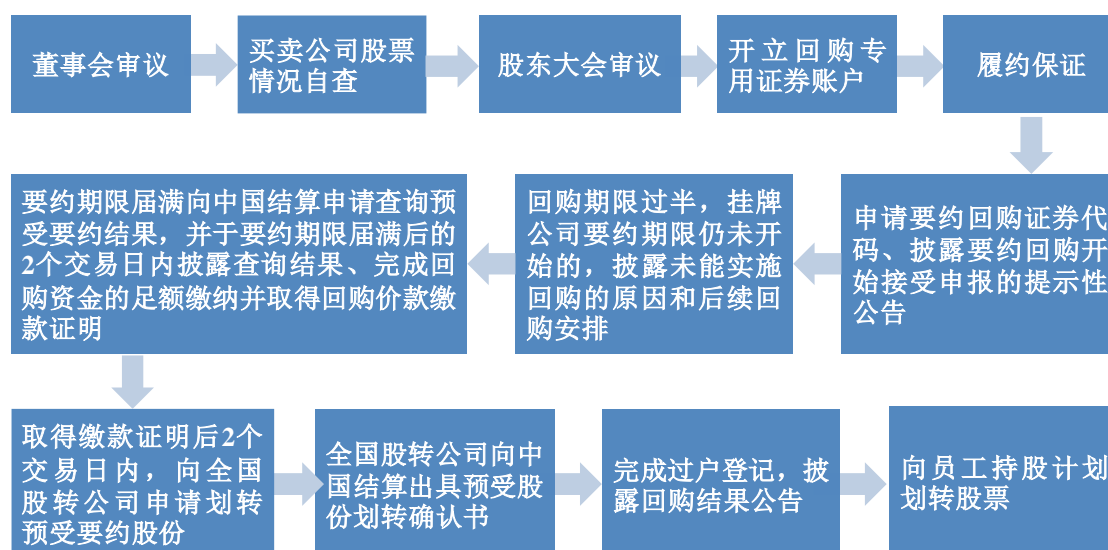 董事会审议
买卖公司股票
情况自查
股东大会审议
开立回购专
用证券账户
履约保证
申请要约回购证券代
码、披露要约回购开
始接受申报的提示性
公告
回购期限过半，挂牌
公司要约期限仍未开
始的，披露未能实施
回购的原因和后续回
购安排
要约期限届满向中国结算申请查询预
受要约结果，并于要约期限届满后的
2个交易日内披露查询结果、完成回
购资金的足额缴纳并取得回购价款缴
款证明
取得缴款证明后2个
交易日内，向全国
股转公司申请划转
预受要约股份
全国股转公司向中
国结算出具预受股
份划转确认书
完成过户登记，披
露回购结果公告
向员工持股计划
划转股票